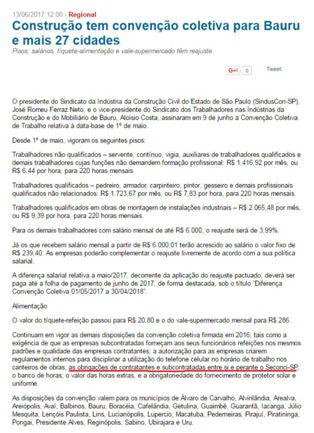 13/06/2017 12:00 - Regional
Construção tem convenção coletiva para Bauru
e mais 27 cidades
Pisos, salários, tíquete-alimentação e vale-supermercado têm reajuste
G+1 0 Tweet
O presidente do Sindicato da Indústria da Construção Civil do Estado de São Paulo (SindusCon-SP),
José Romeu Ferraz Neto, e o vice-presidente do Sindicato dos Trabalhadores nas Indústrias da
Construção e do Mobiliário de Bauru, Aloisio Costa, assinaram em 9 de junho a Convenção Coletiva
de Trabalho relativa à data-base de 1º de maio.
Desde 1º de maio, vigoram os seguintes pisos:
Trabalhadores não qualificados – servente, contínuo, vigia, auxiliares de trabalhadores qualificados e
demais trabalhadores cujas funções não demandem formação profissional: R$ 1.416,92 por mês, ou
R$ 6,44 por hora, para 220 horas mensais.
Trabalhadores qualificados – pedreiro, armador, carpinteiro, pintor, gesseiro e demais profissionais
qualificados não relacionados: R$ 1.723,67 por mês, ou R$ 7,83 por hora, para 220 horas mensais.
Trabalhadores qualificados em obras de montagem de instalações industriais – R$ 2.065,48 por mês,
ou R$ 9,39 por hora, para 220 horas mensais.
Para os demais trabalhadores com salário mensal de até R$ 6.000, o reajuste será de 3,99%.
Já os que recebem salário mensal a partir de R$ 6.000,01 terão acrescido ao salário o valor fixo de
R$ 239,40. As empresas poderão complementar o reajuste livremente de acordo com a sua política
salarial.
A diferença salarial relativa a maio/2017, decorrente da aplicação do reajuste pactuado, deverá ser
paga até a folha de pagamento de junho de 2017, de forma destacada, sob o título "Diferença
Convenção Coletiva 01/05/2017 a 30/04/2018".
Alimentação
O valor do tíquete-refeição passou para R$ 20,80 e o do vale-supermercado mensal para R$ 286.
Continuam em vigor as demais disposições da convenção coletiva firmada em 2016, tais como a
exigência de que as empresas subcontratadas forneçam aos seus funcionários refeições nos mesmos
padrões e qualidade das empresas contratantes; a autorização para as empresas criarem
regulamentos internos para disciplinar a utilização do telefone celular no horário de trabalho nos
canteiros de obras; as obrigações de contratantes e subcontratadas entre si e perante o Seconci-SP;
o banco de horas; o valor das horas extras, e a obrigatoriedade do fornecimento de protetor solar e
uniforme.
As disposições da convenção valem para os municípios de Álvaro de Carvalho, Alvinlândia, Arealva,
Areiópolis, Avaí, Balbinos, Bauru, Boracéia, Cafelândia, Getulina, Guaimbê, Guarantã, Iacanga, Júlio
Mesquita, Lençóis Paulista, Lins, Lucianópolis, Lupercio, Macatuba, Pederneiras, Pirajuí, Piratininga,
Pongaí, Presidente Alves, Reginópolis, Sabino, Ubirajara e Uru.